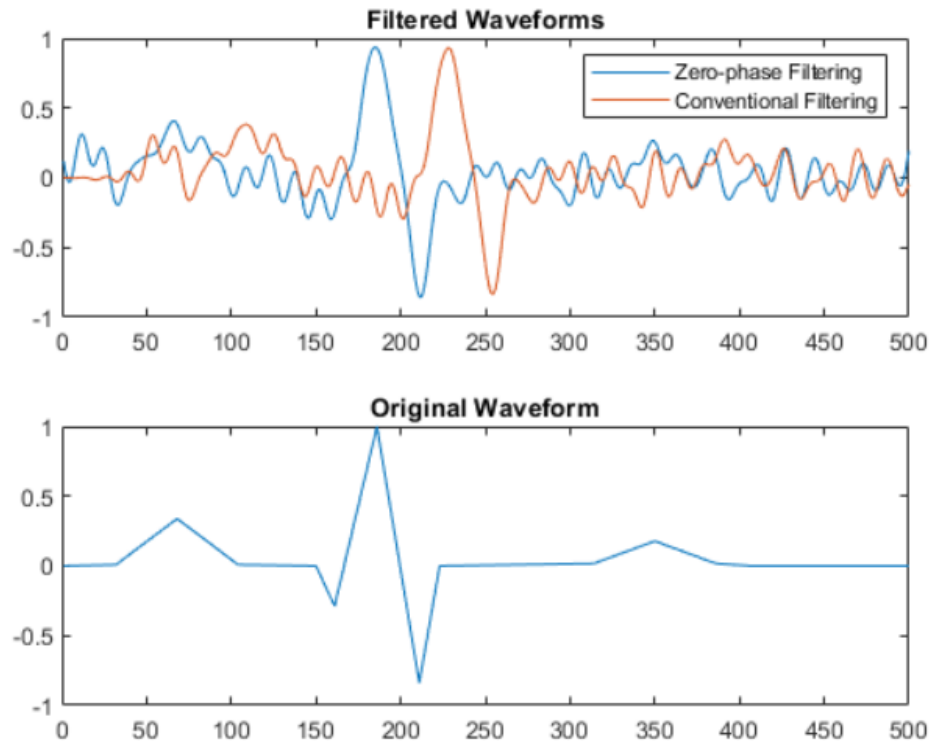 Filtered Waveforms
1
0.5
0
-0.5
-1
Zero-phase Filtering
Conventional Filtering
0 50 100 150 200 250 300 350 400 450 500
Original Waveform
1
0.5
0
-0.5
-1
0 50 100 150 200 250 300 350 400 450 500